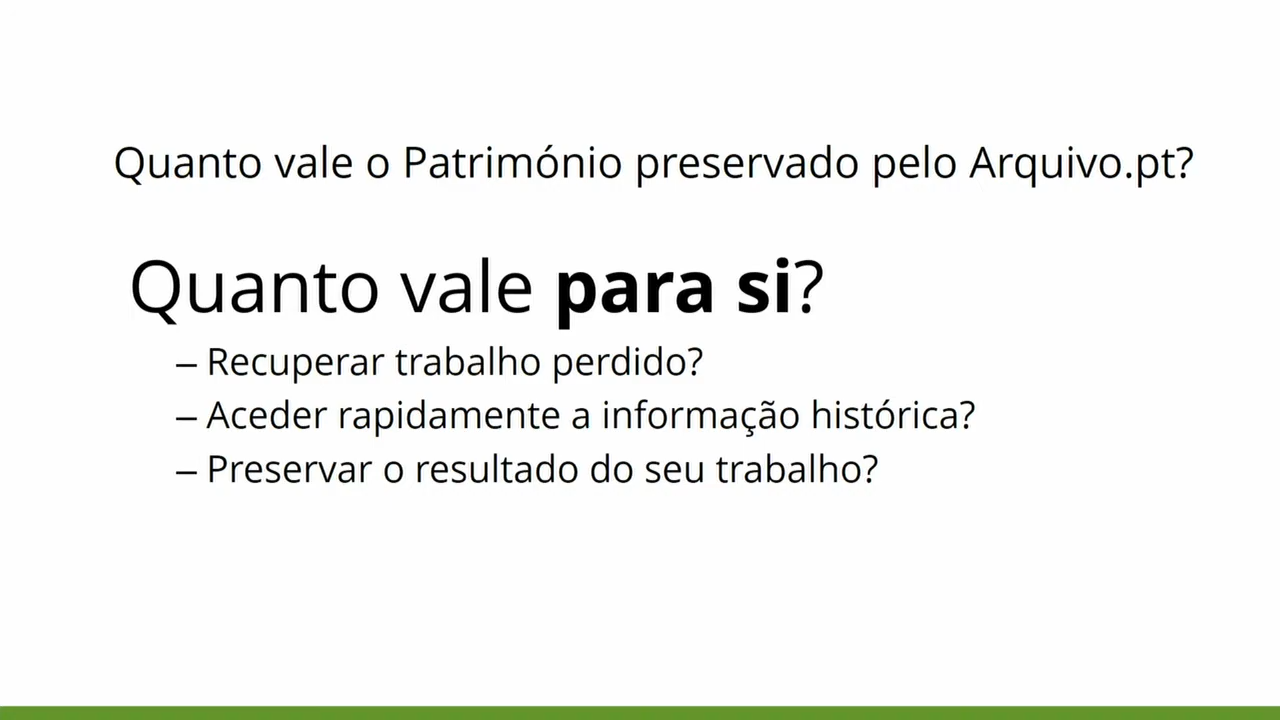 Quanto vale o Património preservado pelo Arquivo.pt?
Quanto vale para si?
– Recuperar trabalho perdido?
– Aceder rapidamente a informação histórica?
– Preservar o resultado do seu trabalho?